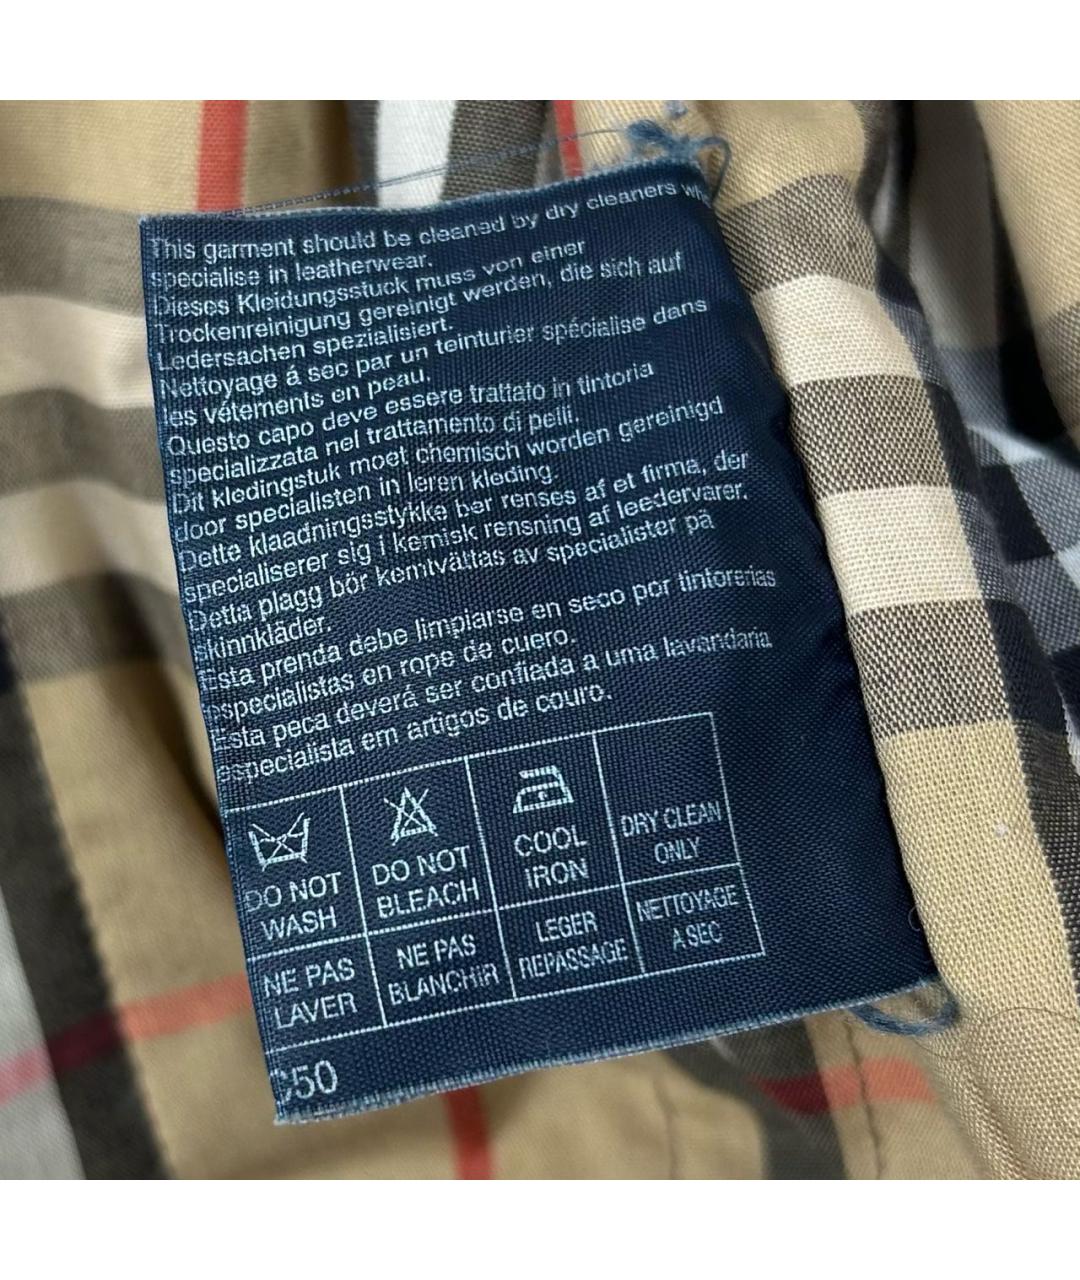 This garment should be cleaned by dry cleaners
specialise in leatherwear.
Dieses Kleidungsstuck muss von einer
Trockenreinigung gereinigt werden, die sich auf
Ledersachen spezialisiert.
Nettoyage á sec par un teinturier spécialise dans
les vétements en peau.
Questo capo deve essere trattato in tintoria
specializzata nel trattamento di pelli.
Dit kledingstuk moet chemisch worden gereinigd
door specialisten in leren kleding.
Dette klaadningsstykke bør renses af et firma, der
specialiserer sig i kemisk rensning af leedervarer.
Detta plagg bör kemtvättas av specialister på
skinnkläder.
Esta prenda debe limpiarse en seco por tintorerias
especialistas en rope de cuero.
Esta peca deverá ser confiada a uma lavandaria
especialista em artigos de couro.
DO NOT
WASH
DO NOT
BLEACH
COOL
IRON
DRY CLEAN
ONLY
NE PAS
LAVER
NE PAS
BLANCHIR
LEGER
REPASSAGE
NETTOYAGE
A SEC
C50